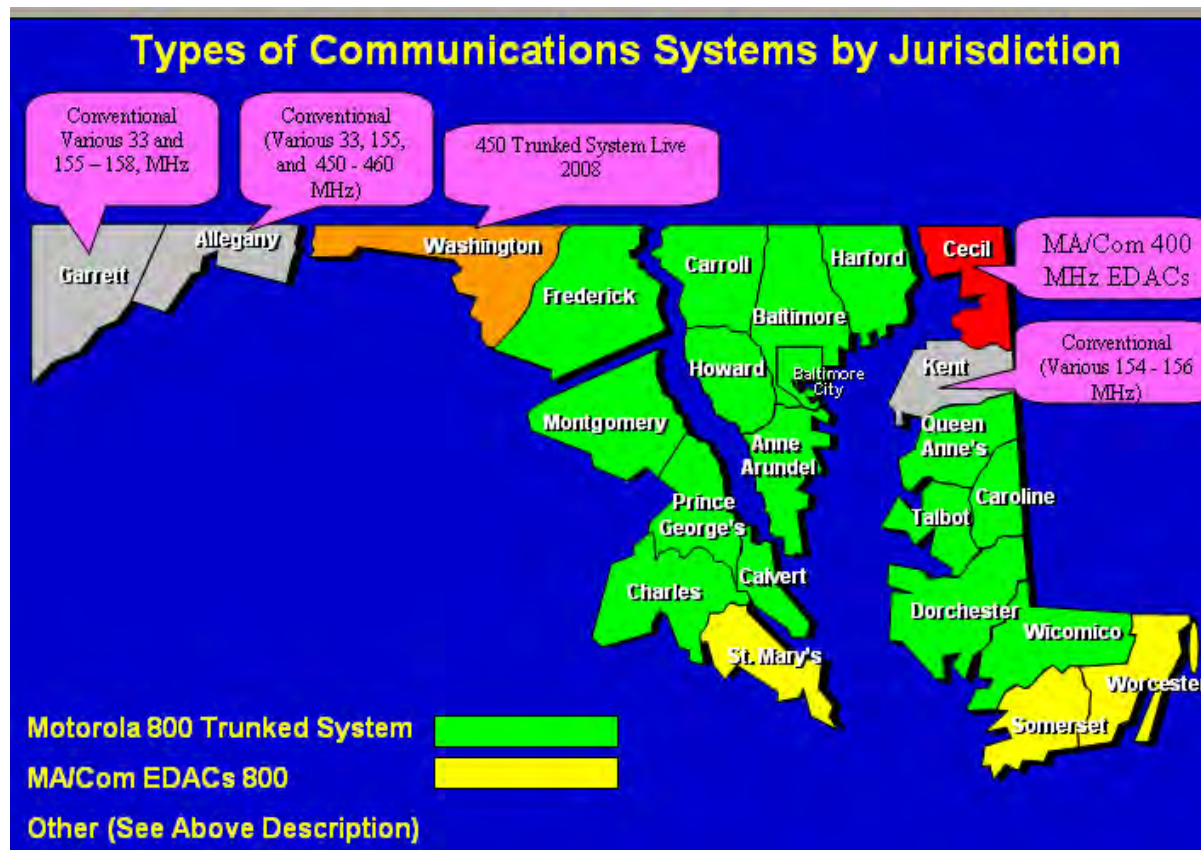 Types of Communications Systems by Jurisdiction
Conventional
Various 33 and
155 – 158, MHz
Conventional
(Various 33, 155,
and 450 - 460
MHz)
450 Trunked System Live
2008
Garrett
Allegany
Washington
Frederick
Carroll
Baltimore
Harford
Cecil
MA/Com 400
MHz EDACs
Howard
Baltimore
City
Kent
Conventional
(Various 154 - 156
MHz)
Montgomery
Anne
Arundel
Queen
Anne's
Prince
George's
Talbot
Caroline
Charles
Calvert
Dorchester
Wicomico
St. Mary's
Worcester
Somerset
Motorola 800 Trunked System
MA/Com EDACs 800
Other (See Above Description)